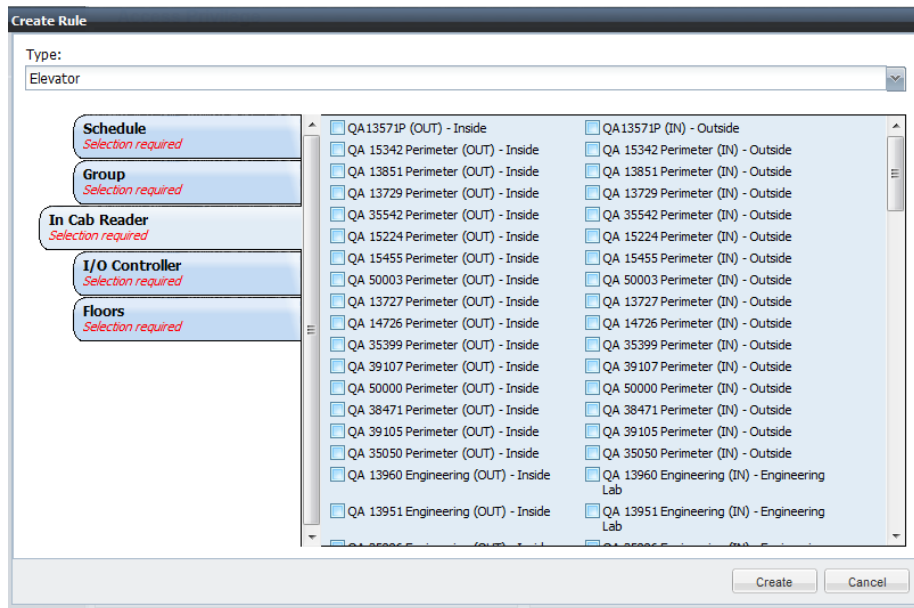 Create Rule
Type:
Elevator
Schedule
Selection required
Group
Selection required
In Cab Reader
Selection required
I/O Controller
Selection required
Floors
Selection required
QA13571P (OUT) - Inside
QA13571P (IN) - Outside
QA 15342 Perimeter (OUT) - Inside
QA 15342 Perimeter (IN) - Outside
QA 13851 Perimeter (OUT) - Inside
QA 13851 Perimeter (IN) - Outside
QA 13729 Perimeter (OUT) - Inside
QA 13729 Perimeter (IN) - Outside
QA 35542 Perimeter (OUT) - Inside
QA 35542 Perimeter (IN) - Outside
QA 15224 Perimeter (OUT) - Inside
QA 15224 Perimeter (IN) - Outside
QA 15455 Perimeter (OUT) - Inside
QA 15455 Perimeter (IN) - Outside
QA 50003 Perimeter (OUT) - Inside
QA 50003 Perimeter (IN) - Outside
QA 13727 Perimeter (OUT) - Inside
QA 13727 Perimeter (IN) - Outside
QA 14726 Perimeter (OUT) - Inside
QA 14726 Perimeter (IN) - Outside
QA 35399 Perimeter (OUT) - Inside
QA 35399 Perimeter (IN) - Outside
QA 39107 Perimeter (OUT) - Inside
QA 39107 Perimeter (IN) - Outside
QA 50000 Perimeter (OUT) - Inside
QA 50000 Perimeter (IN) - Outside
QA 38471 Perimeter (OUT) - Inside
QA 38471 Perimeter (IN) - Outside
QA 39105 Perimeter (OUT) - Inside
QA 39105 Perimeter (IN) - Outside
QA 35050 Perimeter (OUT) - Inside
QA 35050 Perimeter (IN) - Outside
QA 13960 Engineering (OUT) - Inside
QA 13960 Engineering (IN) - Engineering
Lab
QA 13951 Engineering (OUT) - Inside
QA 13951 Engineering (IN) - Engineering
Lab
Create
Cancel